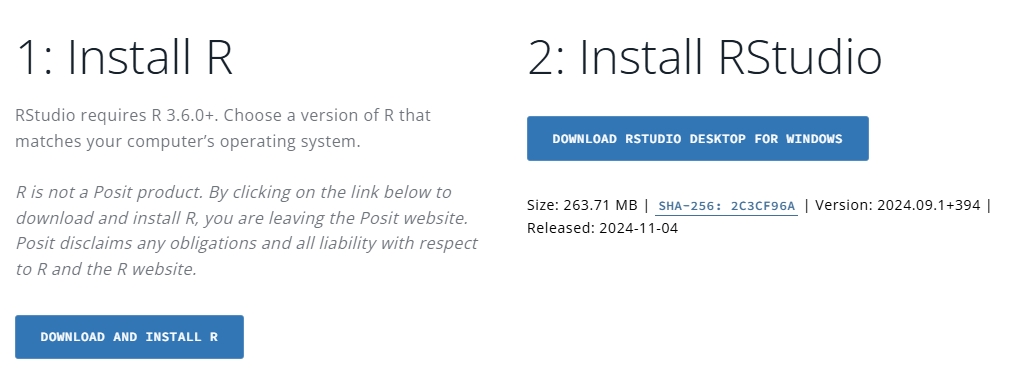 1: Install R
RStudio requires R 3.6.0+. Choose a version of R that
matches your computer’s operating system.
R is not a Posit product. By clicking on the link below to
download and install R, you are leaving the Posit website.
Posit disclaims any obligations and all liability with respect
to R and the R website.
DOWNLOAD AND INSTALL R
2: Install RStudio
DOWNLOAD RSTUDIO DESKTOP FOR WINDOWS
Size: 263.71 MB | SHA-256: 2C3CF96A | Version: 2024.09.1+394 |
Released: 2024-11-04